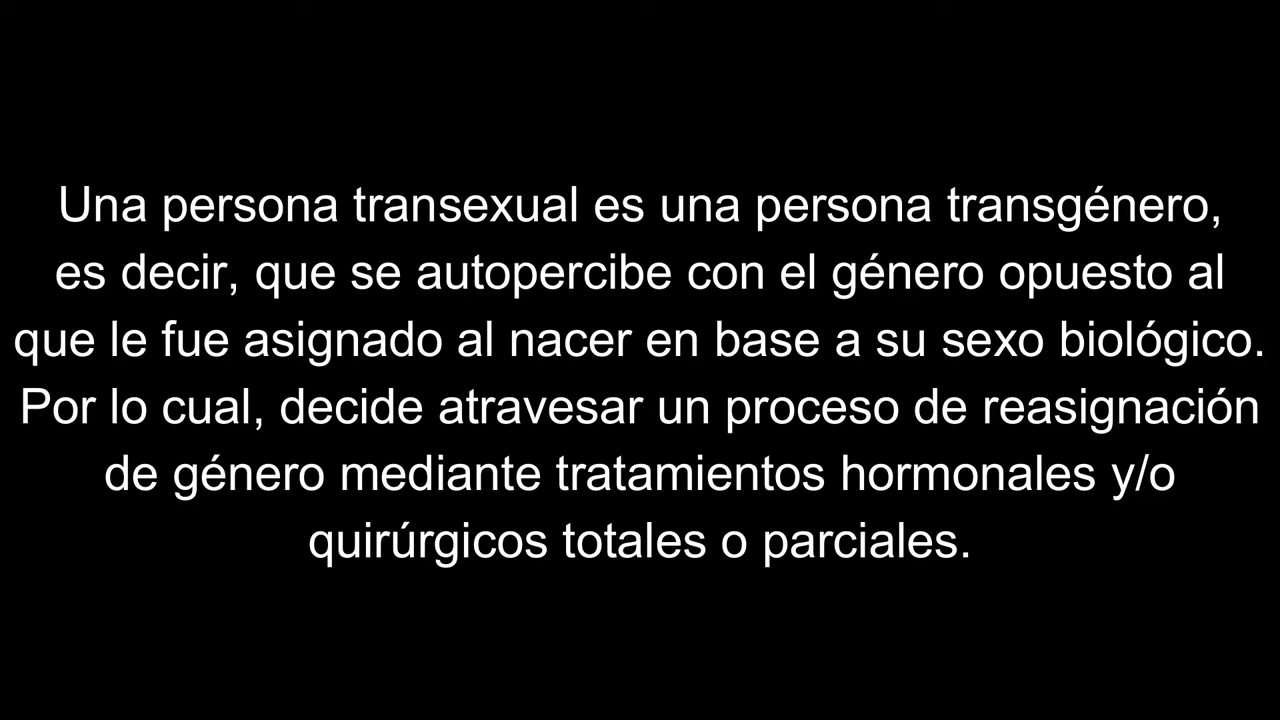 Una persona transexual es una persona transgénero,
es decir, que se autopercibe con el género opuesto al
que le fue asignado al nacer en base a su sexo biológico.
Por lo cual, decide atravesar un proceso de reasignación
de género mediante tratamientos hormonales y/o
quirúrgicos totales o parciales.